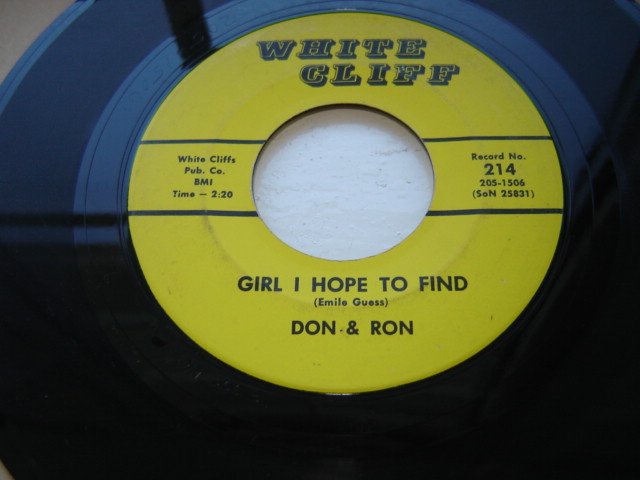 WHITE
CLIFF
White Cliffs
Pub. Co.
BMI
Time — 2:20
Record No.
214
205-1506
(SoN 25831)
GIRL I HOPE TO FIND
(Emile Guess)
DON & RON